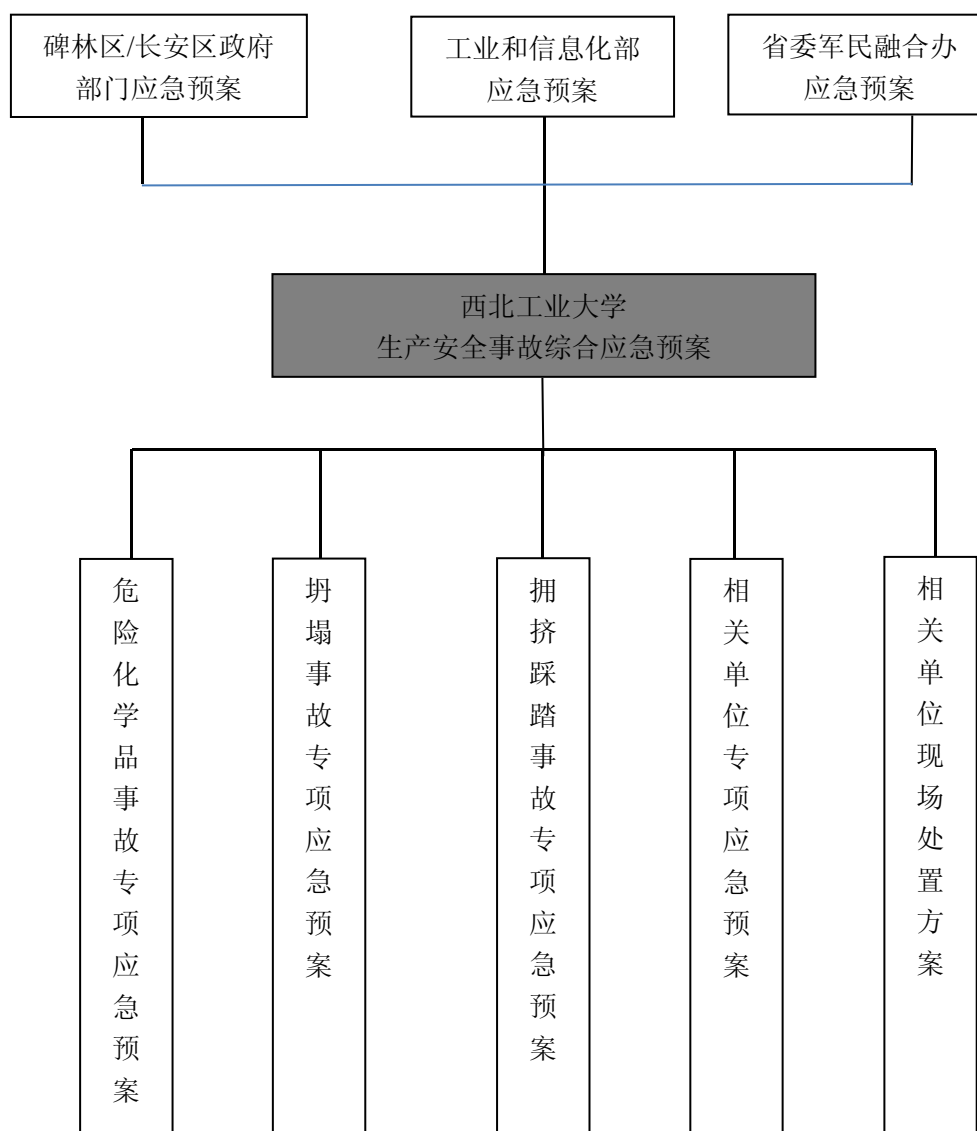 碑林区/长安区政府
部门应急预案
工业和信息化部
应急预案
省委军民融合办
应急预案
西北工业大学
生产安全事故综合应急预案
危险化学品事故专项应急预案
坍塌事故专项应急预案
拥挤踩踏事故专项应急预案
相关单位专项应急预案
相关单位现场处置方案